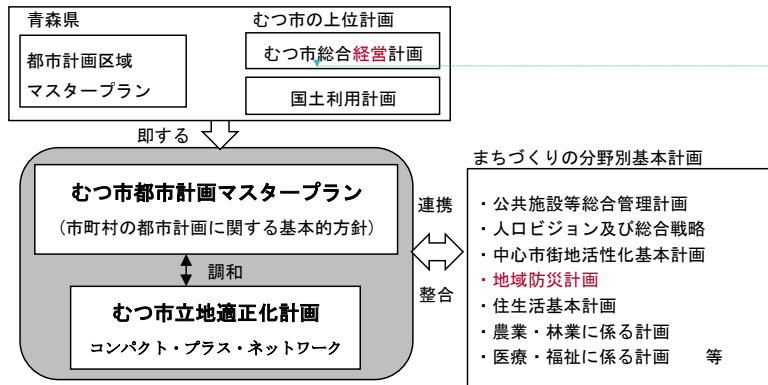 青森県
都市計画区域
マスタープラン
むつ市の上位計画
むつ市総合経営計画
国土利用計画
即する
むつ市都市計画マスタープラン
(市町村の都市計画に関する基本的方針)
調和
むつ市立地適正化計画
コンパクト・プラス・ネットワーク
連携
整合
まちづくりの分野別基本計画
・公共施設等総合管理計画
・人口ビジョン及び総合戦略
・中心市街地活性化基本計画
・地域防災計画
・住生活基本計画
・農業・林業に係る計画
・医療・福祉に係る計画　　等